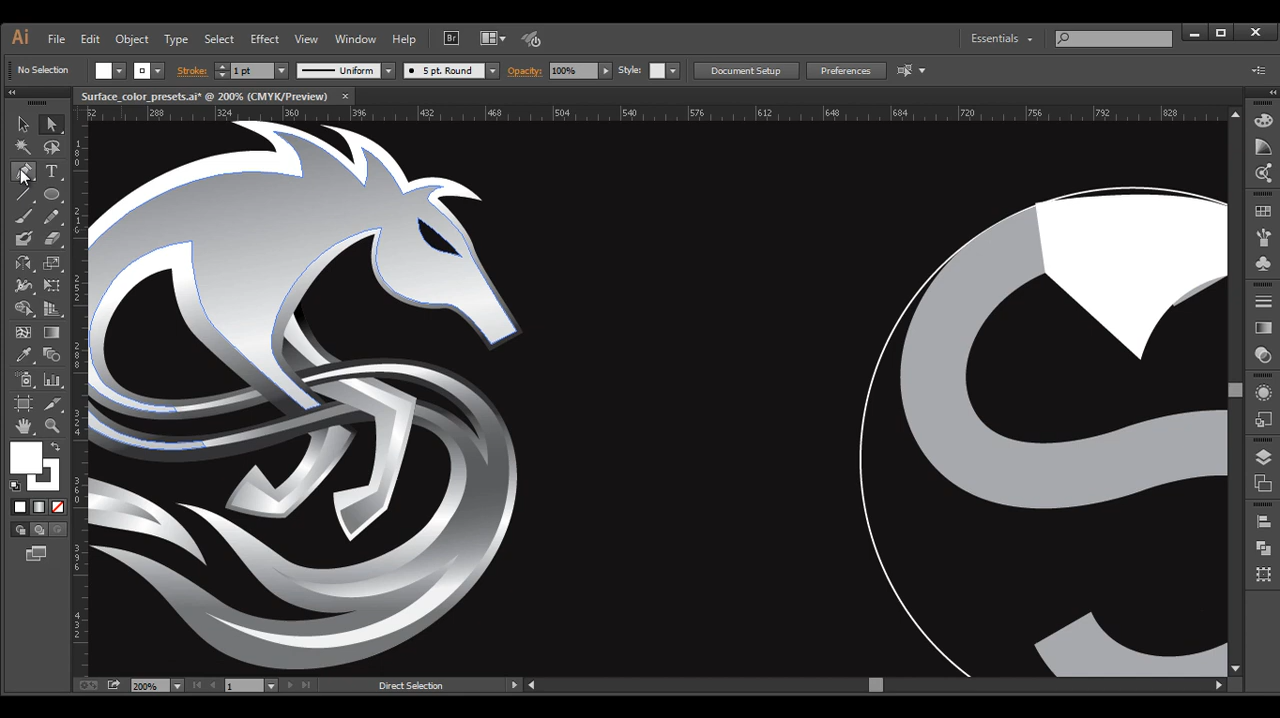 Ai File Edit Object Type Select Effect View Window Help Br Essentials
No Selection Stroke: 1 pt Uniform 5 pt. Round Opacity: 100% Style: Document Setup Preferences
Surface_color_presets.ai* @ 200% (CMYK/Preview) ×
288 324 360 396 432 468 504 540 576 612 648 684 720 756 792 828
T
200% 1 Direct Selection